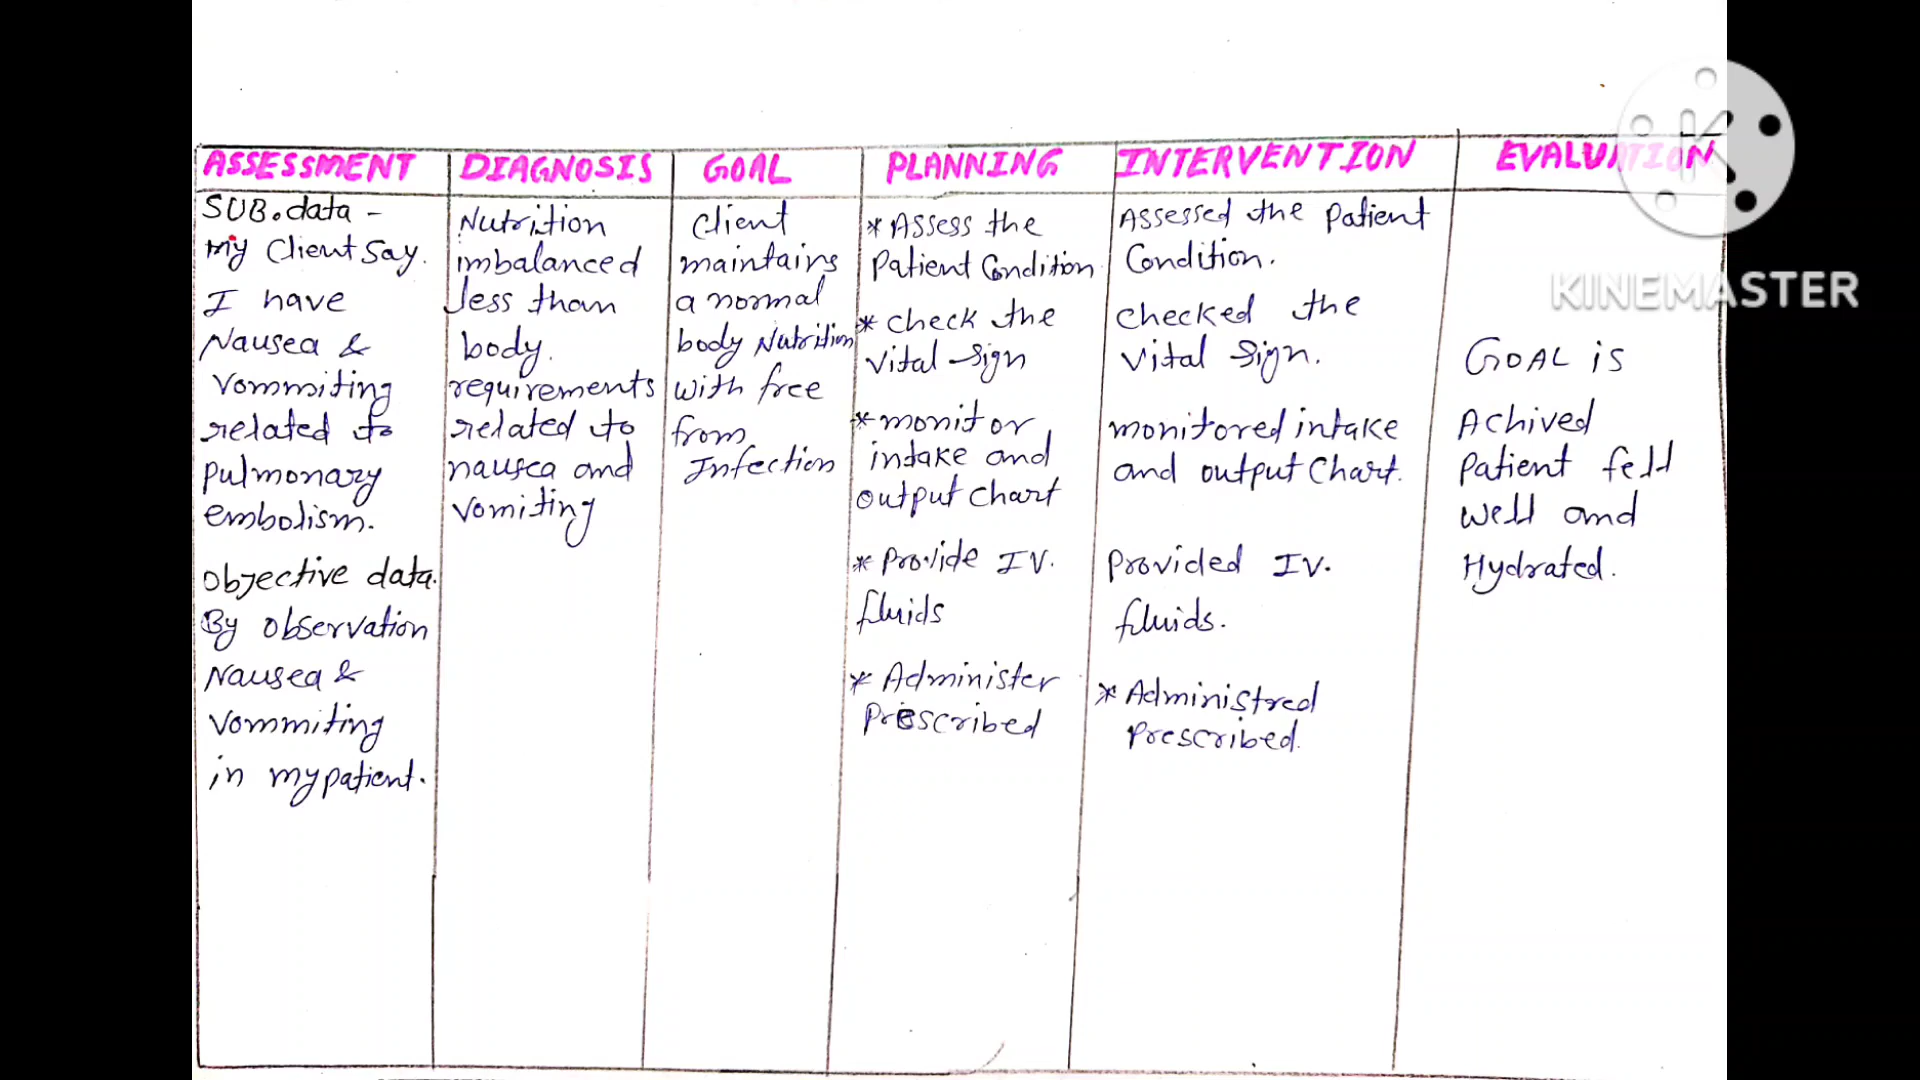 ASSESSMENT
SUB. data -
My Client Say.
I have
Nausea &
Vommiting
related to
pulmonary
embolism.
Objective data.
By observation
Nausea &
Vommiting
in my patient.
DIAGNOSIS
Nutrition
imbalanced
less than
body.
requirements
related to
nausea and
vomiting
GOAL
Client
maintains
a normal
body Nutrition
with free
from
Infection
PLANNING
* Assess the
Patient Condition
* check the
Vital Sign
* monitor
intake and
output chart
* Provide IV.
fluids
* Administer
Prescribed
INTERVENTION
Assessed the Patient
Condition.
checked the
Vital Sign.
monitored intake
and output Chart.
Provided IV.
fluids.
* Administred
Prescribed.
EVALUATION
GOAL is
Achived
Patient fell
well and
Hydrated.
KINEMASTER